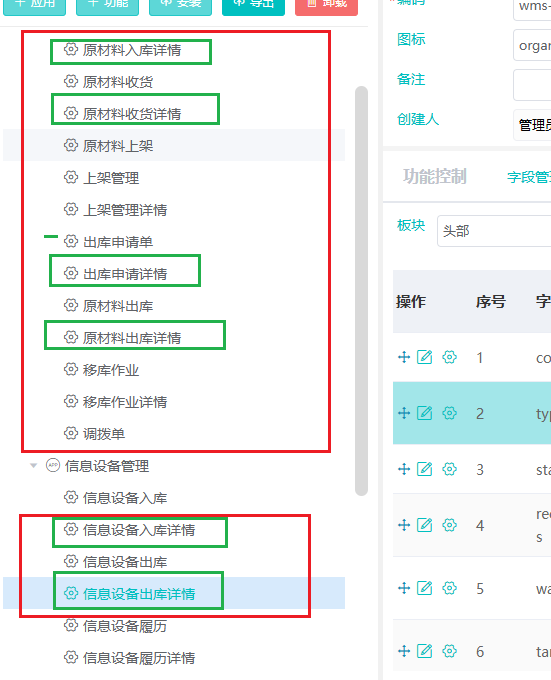 + 应用
+ 功能
安装
导出
卸载
原材料入库详情
原材料收货
原材料收货详情
原材料上架
上架管理
上架管理详情
出库申请单
出库申请详情
原材料出库
原材料出库详情
移库作业
移库作业详情
调拨单
APP 信息设备管理
信息设备入库
信息设备入库详情
信息设备出库
信息设备出库详情
信息设备履历
信息设备履历详情
*编码 wms-
图标 organ
备注
创建人 管理员
功能控制 字段管
板块 头部
操作 序号 字
1 co
2 typ
3 sta
4 rec
s
5 wa
6 tar